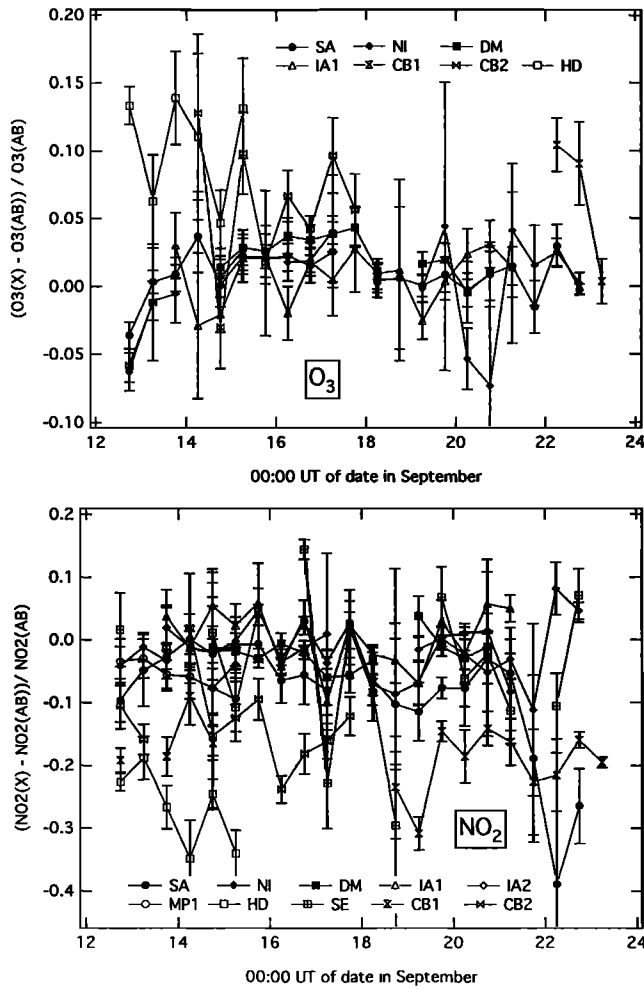 0.20
SA NI DM
IA1 CB1 CB2 HD
0.15
0.10
0.05
0.00
-0.05
-0.10
(O3(X) - O3(AB)) / O3(AB)
O3
12 14 16 18 20 22 24
00:00 UT of date in September
0.2
0.1
0.0
-0.1
-0.2
-0.3
-0.4
(NO2(X) - NO2(AB))/ NO2(AB)
NO2
SA NI DM IA1 IA2
MP1 HD SE CB1 CB2
12 14 16 18 20 22 24
00:00 UT of date in September